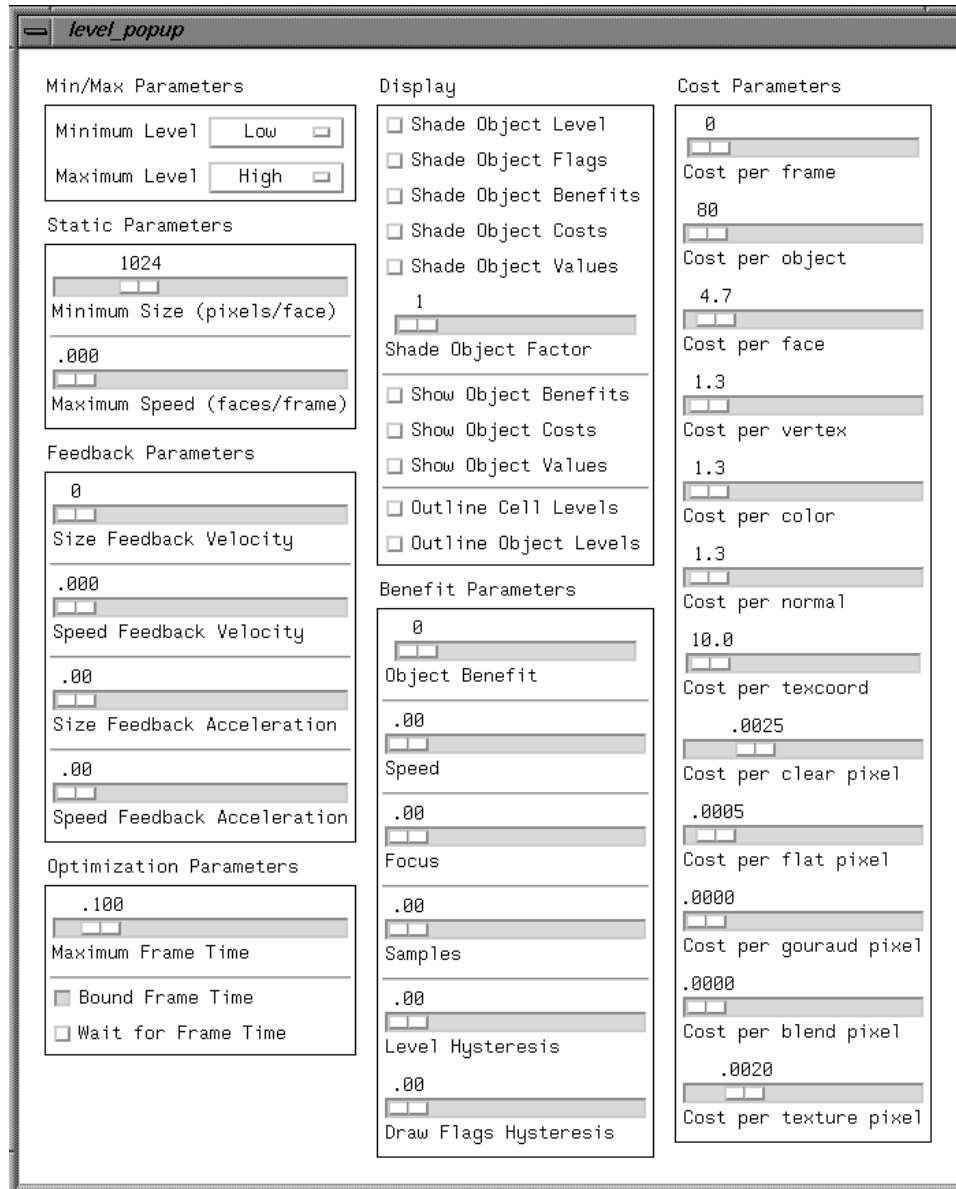 level_popup
Min/Max Parameters
Minimum Level Low
Maximum Level High
Static Parameters
1024
Minimum Size (pixels/face)
.000
Maximum Speed (faces/frame)
Feedback Parameters
0
Size Feedback Velocity
.000
Speed Feedback Velocity
.00
Size Feedback Acceleration
.00
Speed Feedback Acceleration
Optimization Parameters
.100
Maximum Frame Time
Bound Frame Time
Wait for Frame Time
Display
Shade Object Level
Shade Object Flags
Shade Object Benefits
Shade Object Costs
Shade Object Values
1
Shade Object Factor
Show Object Benefits
Show Object Costs
Show Object Values
Outline Cell Levels
Outline Object Levels
Benefit Parameters
0
Object Benefit
.00
Speed
.00
Focus
.00
Samples
.00
Level Hysteresis
.00
Draw Flags Hysteresis
Cost Parameters
0
Cost per frame
80
Cost per object
4.7
Cost per face
1.3
Cost per vertex
1.3
Cost per color
1.3
Cost per normal
10.0
Cost per texcoord
.0025
Cost per clear pixel
.0005
Cost per flat pixel
.0000
Cost per gouraud pixel
.0000
Cost per blend pixel
.0020
Cost per texture pixel